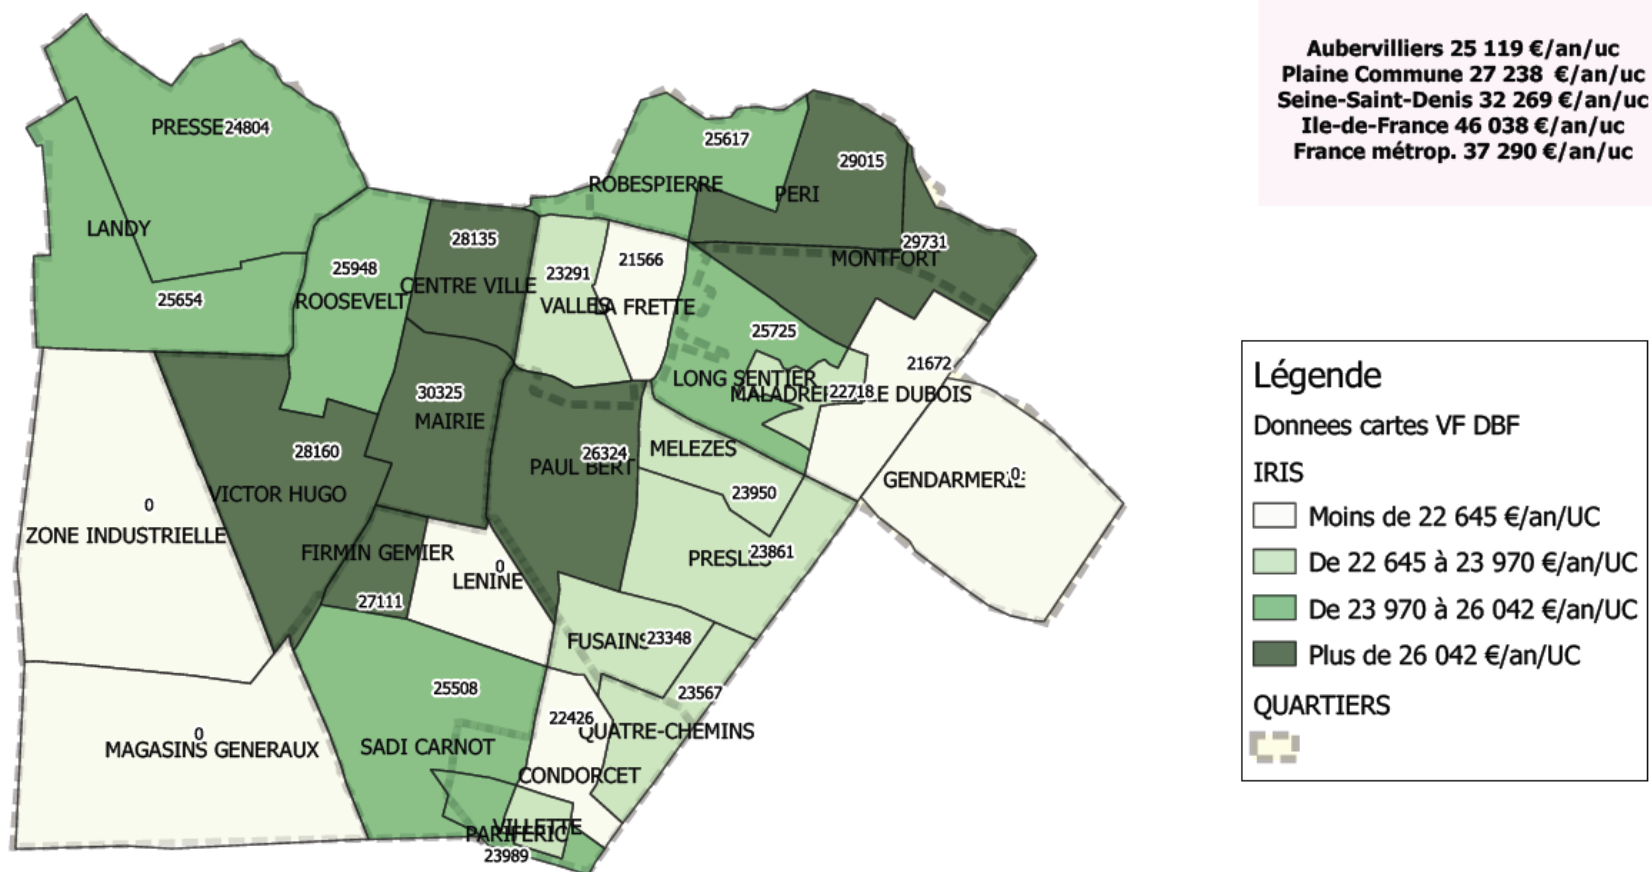 Aubervilliers 25 119 €/an/uc
Plaine Commune 27 238 €/an/uc
Seine-Saint-Denis 32 269 €/an/uc
Ile-de-France 46 038 €/an/uc
France métrop. 37 290 €/an/uc
PRESSE 24804
LANDY
25654
25948
ROOSEVELT
28135
CENTRE VILLE
23291
VALLES
21566
LA FRETTE
25617
ROBESPIERRE
29015
PERI
29731
MONTFORT
25725
LONG SENTIER
21672
22718
DUBOIS
30325
MAIRIE
28160
VICTOR HUGO
26324
PAUL BERT
MELEZES
23950
GENDARMERIE
0
0
ZONE INDUSTRIELLE
FIRMIN GEMIER
27111
0
LENINE
PRESLES
23861
FUSAINS
23348
23567
25508
SADI CARNOT
22426
QUATRE-CHEMINS
CONDORCET
0
MAGASINS GENERAUX
VILLETTE
PARIFERIC
23989
Légende
Donnees cartes VF DBF
IRIS
Moins de 22 645 €/an/UC
De 22 645 à 23 970 €/an/UC
De 23 970 à 26 042 €/an/UC
Plus de 26 042 €/an/UC
QUARTIERS